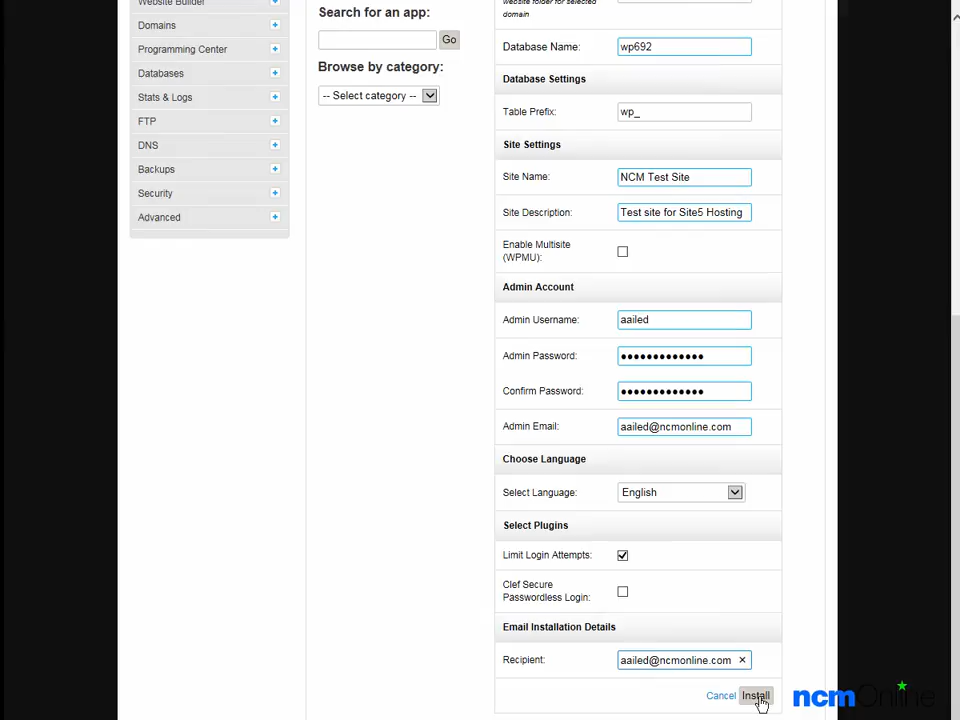 Website Builder
Domains
Programming Center
Databases
Stats & Logs
FTP
DNS
Backups
Security
Advanced
Search for an app:
Go
Browse by category:
-- Select category --
website folder for selected
domain
Database Name: wp692
Database Settings
Table Prefix: wp_
Site Settings
Site Name: NCM Test Site
Site Description: Test site for Site5 Hosting
Enable Multisite
(WPMU):
Admin Account
Admin Username: aailed
Admin Password: ●●●●●●●●●●●●●
Confirm Password: ●●●●●●●●●●●●●
Admin Email: aailed@ncmonline.com
Choose Language
Select Language: English
Select Plugins
Limit Login Attempts:
Clef Secure
Passwordless Login:
Email Installation Details
Recipient: aailed@ncmonline.com ×
Cancel Install
ncmOnline